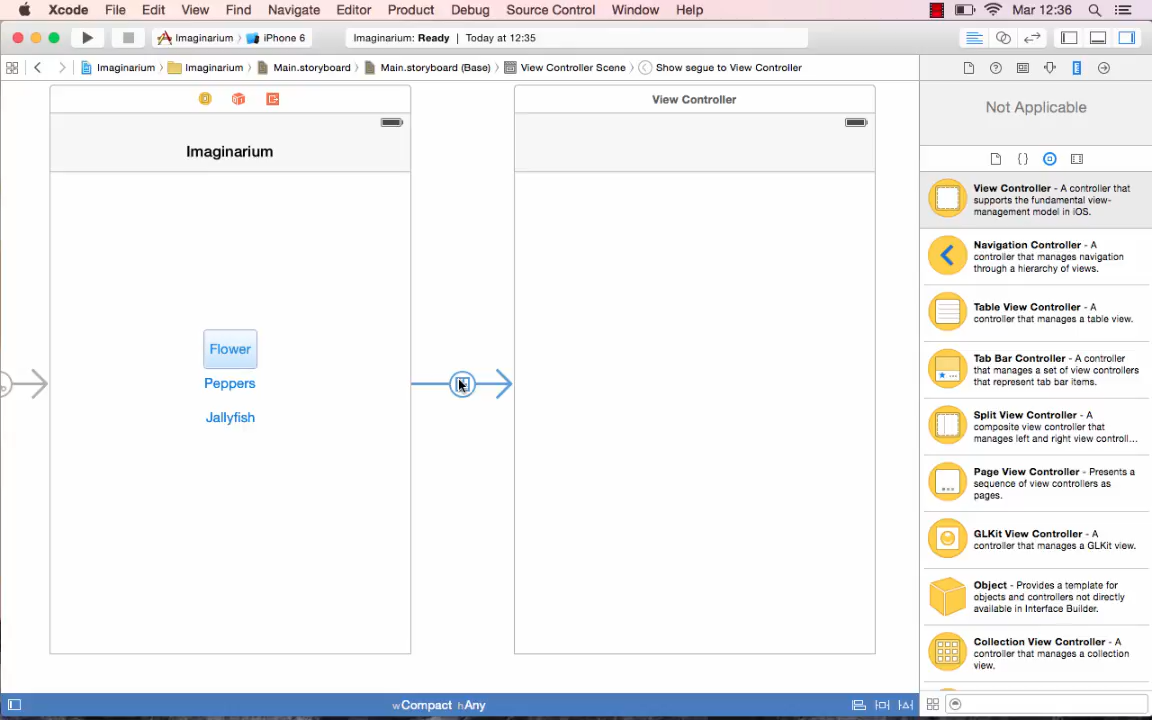 Xcode File Edit View Find Navigate Editor Product Debug Source Control Window Help Mar 12:36
Imaginarium iPhone 6 Imaginarium: Ready | Today at 12:35
Imaginarium Imaginarium Main.storyboard Main.storyboard (Base) View Controller Scene Show segue to View Controller
View Controller
Imaginarium
Flower
Peppers
Jallyfish
Not Applicable
View Controller - A controller that
supports the fundamental view-
management model in iOS.
Navigation Controller - A
controller that manages navigation
through a hierarchy of views.
Table View Controller - A
controller that manages a table view.
Tab Bar Controller - A controller
that manages a set of view controllers
that represent tab bar items.
Split View Controller - A
composite view controller that
manages left and right view controll...
Page View Controller - Presents a
sequence of view controllers as
pages.
GLKit View Controller - A
controller that manages a GLKit view.
Object - Provides a template for
objects and controllers not directly
available in Interface Builder.
Collection View Controller - A
controller that manages a collection
view.
wCompact hAny